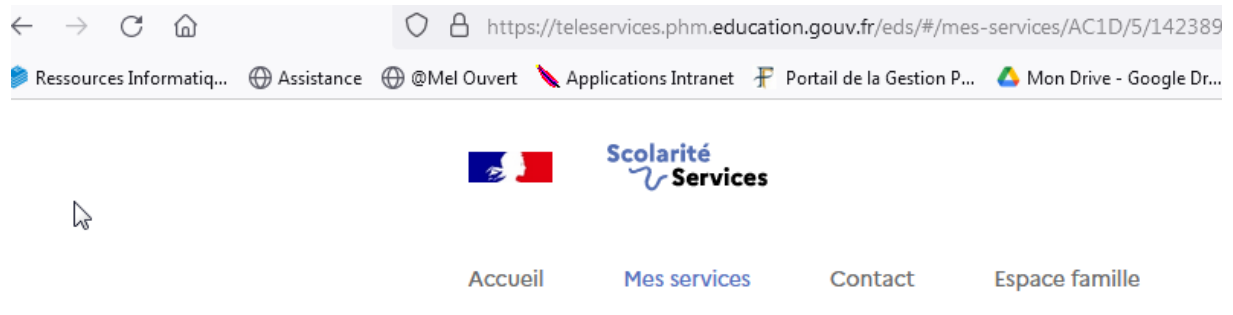 https://teleservices.phm.education.gouv.fr/eds/#/mes-services/AC1D/5/142389
Ressources Informatiq... Assistance @Mel Ouvert Applications Intranet Portail de la Gestion P... Mon Drive - Google Dr...
Scolarité
Services
Accueil Mes services Contact Espace famille